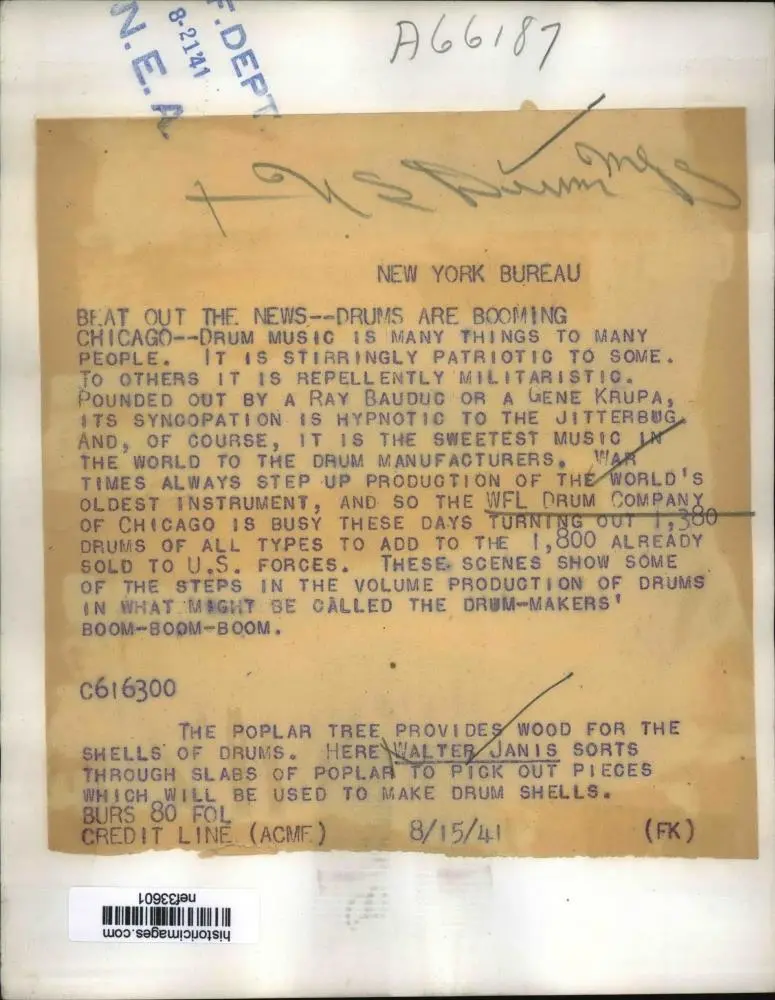 F. DEPT.
8-21'41
N.E.A.
A66187
U S Drum Mfg
NEW YORK BUREAU
BEAT OUT THE NEWS--DRUMS ARE BOOMING
CHICAGO--DRUM MUSIC IS MANY THINGS TO MANY
PEOPLE. IT IS STIRRINGLY PATRIOTIC TO SOME.
TO OTHERS IT IS REPELLENTLY MILITARISTIC.
POUNDED OUT BY A RAY BAUDUC OR A GENE KRUPA,
ITS SYNCOPATION IS HYPNOTIC TO THE JITTERBUG.
AND, OF COURSE, IT IS THE SWEETEST MUSIC IN
THE WORLD TO THE DRUM MANUFACTURERS. WAR
TIMES ALWAYS STEP UP PRODUCTION OF THE WORLD'S
OLDEST INSTRUMENT, AND SO THE WFL DRUM COMPANY
OF CHICAGO IS BUSY THESE DAYS TURNING OUT 1,380
DRUMS OF ALL TYPES TO ADD TO THE 1,800 ALREADY
SOLD TO U.S. FORCES. THESE SCENES SHOW SOME
OF THE STEPS IN THE VOLUME PRODUCTION OF DRUMS
IN WHAT MIGHT BE CALLED THE DRUM-MAKERS'
BOOM-BOOM-BOOM.
C616300
THE POPLAR TREE PROVIDES WOOD FOR THE
SHELLS OF DRUMS. HERE WALTER JANIS SORTS
THROUGH SLABS OF POPLAR TO PICK OUT PIECES
WHICH WILL BE USED TO MAKE DRUM SHELLS.
BURS 80 FOL
CREDIT LINE (ACME) 8/15/41 (FK)
historicimages.com
nef33601